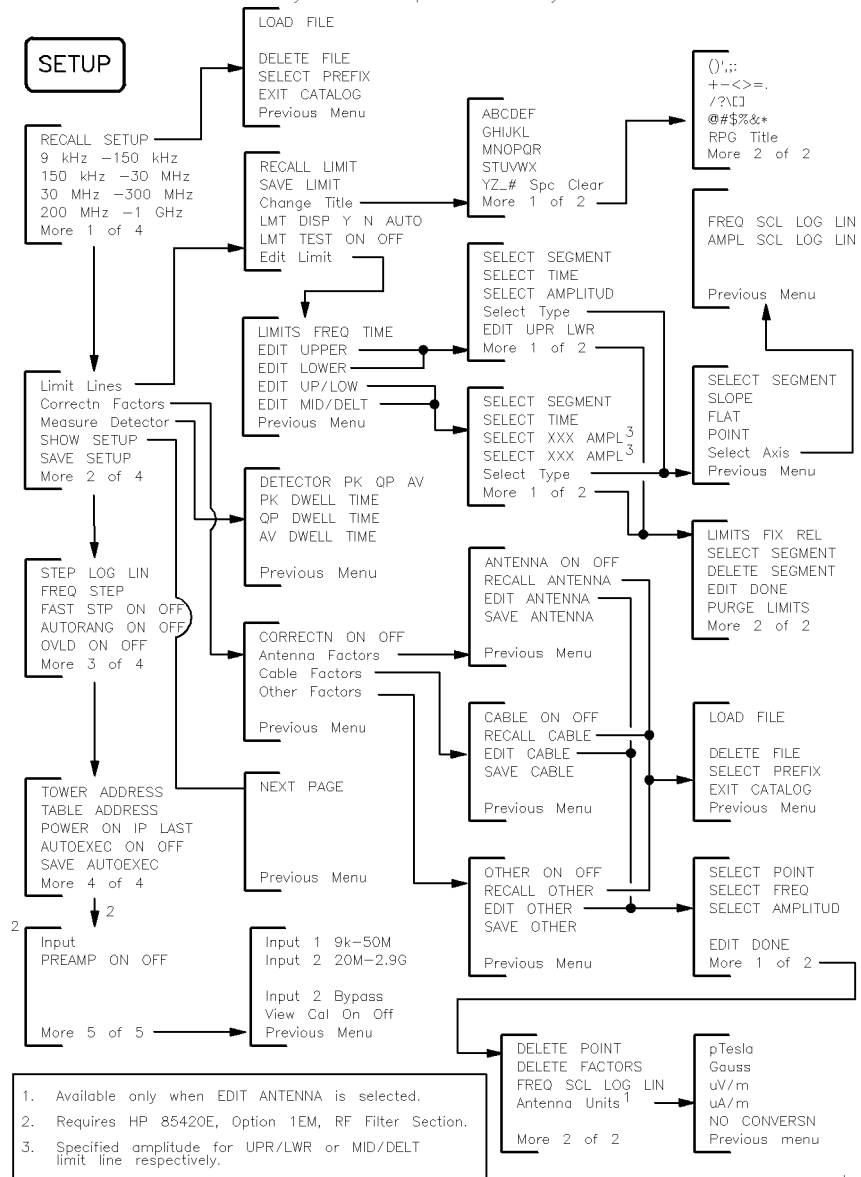 SETUP
RECALL SETUP
9 kHz –150 kHz
150 kHz –30 MHz
30 MHz –300 MHz
200 MHz –1 GHz
More 1 of 4
LOAD FILE
DELETE FILE
SELECT PREFIX
EXIT CATALOG
Previous Menu
RECALL LIMIT
SAVE LIMIT
Change Title
LMT DISP Y N AUTO
LMT TEST ON OFF
Edit Limit
ABCDEF
GHIJKL
MNOPQR
STUVWX
YZ_# Spc Clear
More 1 of 2
()',;:
+−<>=.
/?\[]
@#$%&*
RPG Title
More 2 of 2
FREQ SCL LOG LIN
AMPL SCL LOG LIN
Previous Menu
Limit Lines
Correctn Factors
Measure Detector
SHOW SETUP
SAVE SETUP
More 2 of 4
LIMITS FREQ TIME
EDIT UPPER
EDIT LOWER
EDIT UP/LOW
EDIT MID/DELT
Previous Menu
SELECT SEGMENT
SELECT TIME
SELECT AMPLITUD
Select Type
EDIT UPR LWR
More 1 of 2
SELECT SEGMENT
SELECT TIME
SELECT XXX AMPL3
SELECT XXX AMPL3
Select Type
More 1 of 2
SELECT SEGMENT
SLOPE
FLAT
POINT
Select Axis
Previous Menu
DETECTOR PK QP AV
PK DWELL TIME
QP DWELL TIME
AV DWELL TIME
Previous Menu
LIMITS FIX REL
SELECT SEGMENT
DELETE SEGMENT
EDIT DONE
PURGE LIMITS
More 2 of 2
STEP LOG LIN
FREQ STEP
FAST STP ON OFF
AUTORANG ON OFF
OVLD ON OFF
More 3 of 4
CORRECTN ON OFF
Antenna Factors
Cable Factors
Other Factors
Previous Menu
ANTENNA ON OFF
RECALL ANTENNA
EDIT ANTENNA
SAVE ANTENNA
Previous Menu
CABLE ON OFF
RECALL CABLE
EDIT CABLE
SAVE CABLE
Previous Menu
LOAD FILE
DELETE FILE
SELECT PREFIX
EXIT CATALOG
Previous Menu
TOWER ADDRESS
TABLE ADDRESS
POWER ON IP LAST
AUTOEXEC ON OFF
SAVE AUTOEXEC
More 4 of 4
2
NEXT PAGE
Previous Menu
OTHER ON OFF
RECALL OTHER
EDIT OTHER
SAVE OTHER
Previous Menu
SELECT POINT
SELECT FREQ
SELECT AMPLITUD
EDIT DONE
More 1 of 2
2
Input
PREAMP ON OFF
More 5 of 5
Input 1 9k–50M
Input 2 20M–2.9G
Input 2 Bypass
View Cal On Off
Previous Menu
DELETE POINT
DELETE FACTORS
FREQ SCL LOG LIN
Antenna Units1
More 2 of 2
pTesla
Gauss
uV/m
uA/m
NO CONVERSN
Previous menu
1. Available only when EDIT ANTENNA is selected.
2. Requires HP 85420E, Option 1EM, RF Filter Section.
3. Specified amplitude for UPR/LWR or MID/DELT
limit line respectively.